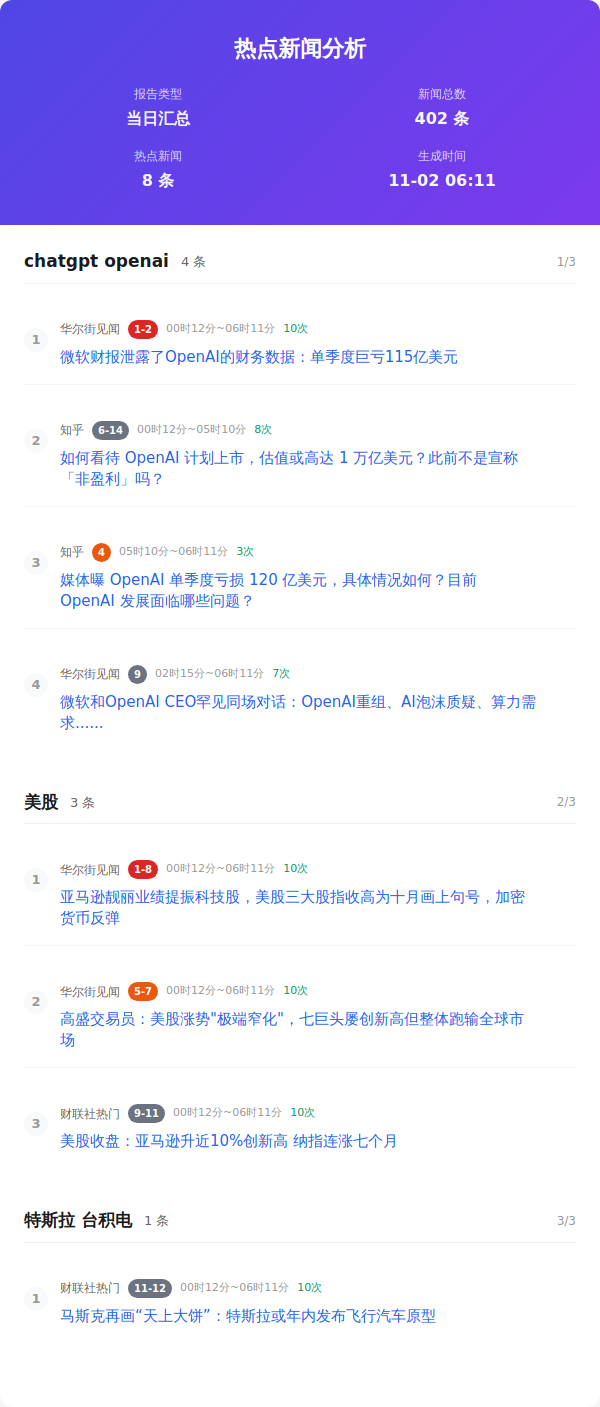 热点新闻分析
报告类型
当日汇总
新闻总数
402 条
热点新闻
8 条
生成时间
11-02 06:11
chatgpt openai 4 条 1/3
1
华尔街见闻 1-2 00时12分~06时11分 10次
微软财报泄露了OpenAI的财务数据：单季度巨亏115亿美元
2
知乎 6-14 00时12分~05时10分 8次
如何看待 OpenAI 计划上市，估值或高达 1 万亿美元？此前不是宣称
「非盈利」吗？
3
知乎 4 05时10分~06时11分 3次
媒体曝 OpenAI 单季度亏损 120 亿美元，具体情况如何？目前
OpenAI 发展面临哪些问题？
4
华尔街见闻 9 02时15分~06时11分 7次
微软和OpenAI CEO罕见同场对话：OpenAI重组、AI泡沫质疑、算力需
求……
美股 3 条 2/3
1
华尔街见闻 1-8 00时12分~06时11分 10次
亚马逊靓丽业绩提振科技股，美股三大股指收高为十月画上句号，加密
货币反弹
2
华尔街见闻 5-7 00时12分~06时11分 10次
高盛交易员：美股涨势"极端窄化"，七巨头屡创新高但整体跑输全球市
场
3
财联社热门 9-11 00时12分~06时11分 10次
美股收盘：亚马逊升近10%创新高 纳指连涨七个月
特斯拉 台积电 1 条 3/3
1
财联社热门 11-12 00时12分~06时11分 10次
马斯克再画“天上大饼”：特斯拉或年内发布飞行汽车原型